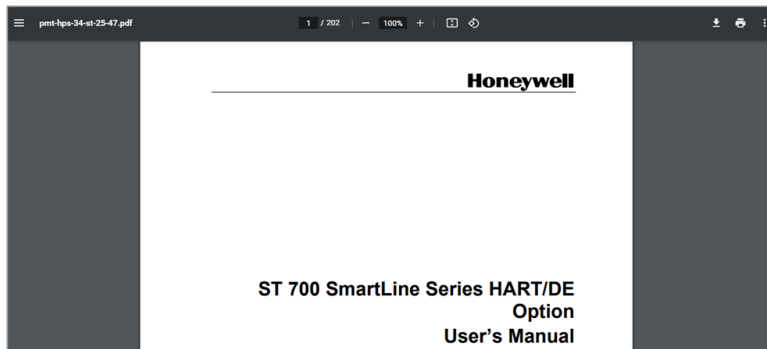 pmt-hps-34-st-25-47.pdf
1 / 202
100%
Honeywell
ST 700 SmartLine Series HART/DE
Option
User's Manual